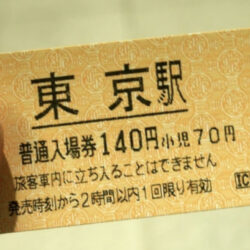 東京駅
普通入場券140円小児70円
旅客車内に立ち入ることはできません
発売時刻から2時間以内1回限り有効
IC